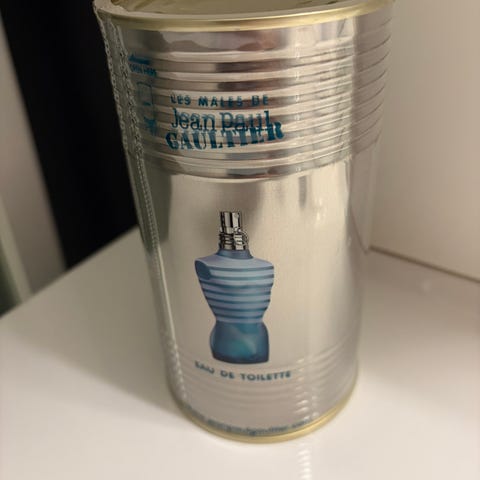 LES MALES DE
Jean Paul
GAULTIER
EAU DE TOILETTE